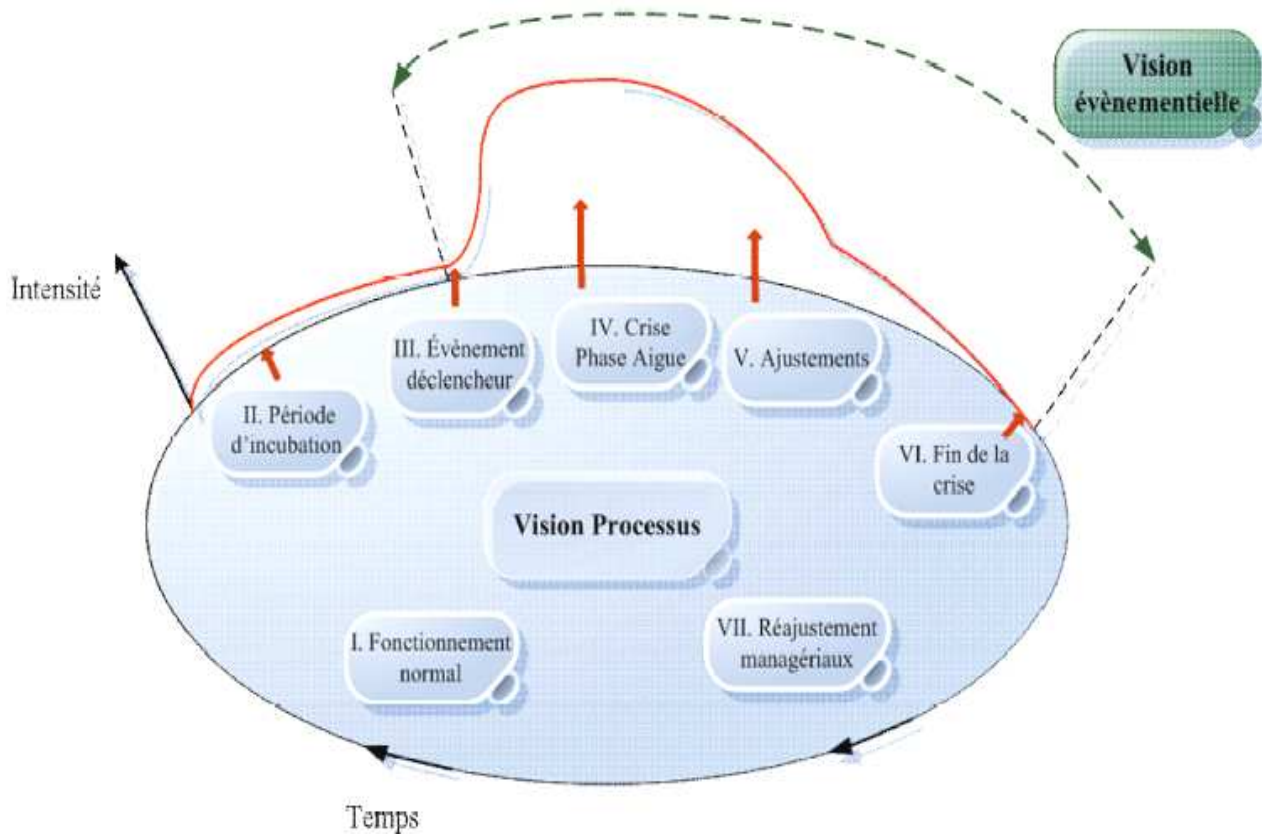 Vision
évènementielle
Intensité
IV. Crise
Phase Aigue
III. Évènement
déclencheur
V. Ajustements
II. Période
d'incubation
VI. Fin de la
crise
Vision Processus
I. Fonctionnement
normal
VII. Réajustement
managériaux
Temps